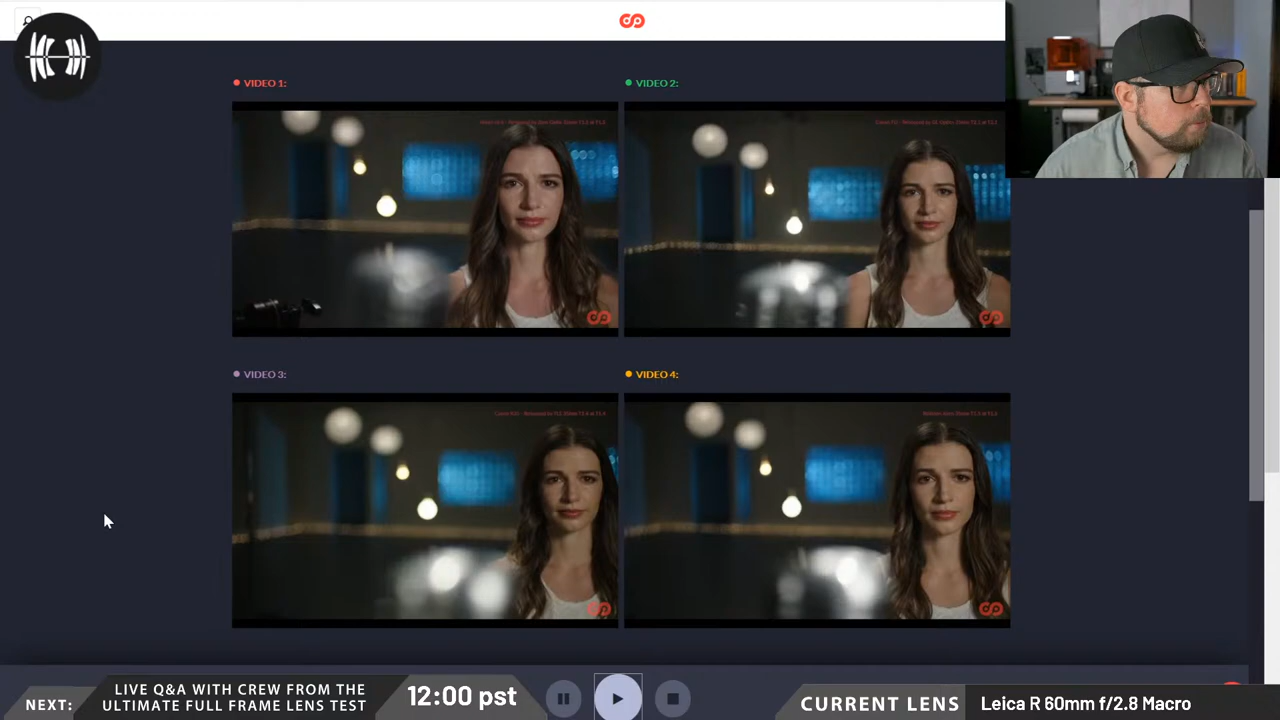 VIDEO 1:
VIDEO 2:
VIDEO 3:
VIDEO 4:
NEXT:
LIVE Q&A WITH CREW FROM THE
ULTIMATE FULL FRAME LENS TEST
12:00 pst
CURRENT LENS
Leica R 60mm f/2.8 Macro